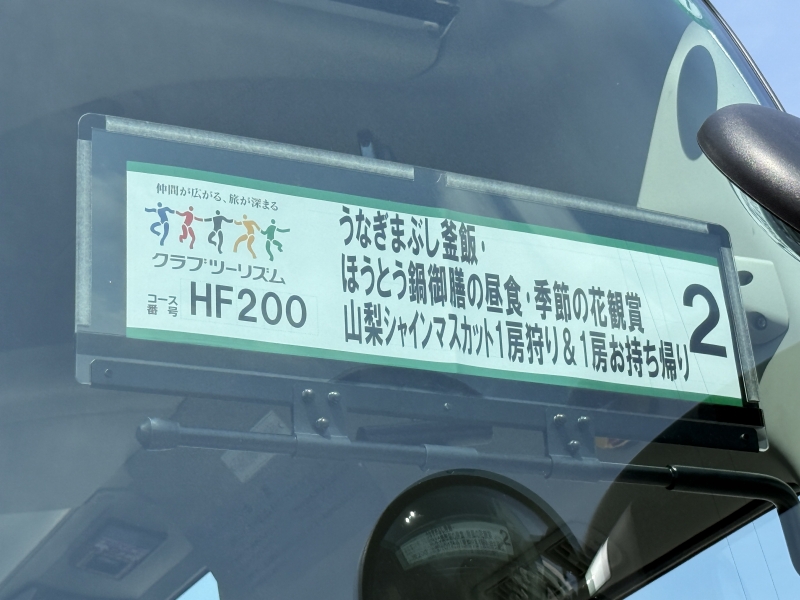 仲間が広がる、旅が深まる
クラブツーリズム
コース番号 HF200
うなぎまぶし釜飯・
ほうとう鍋御膳の昼食・季節の花観賞
山梨シャインマスカット1房狩り＆1房お持ち帰り
2